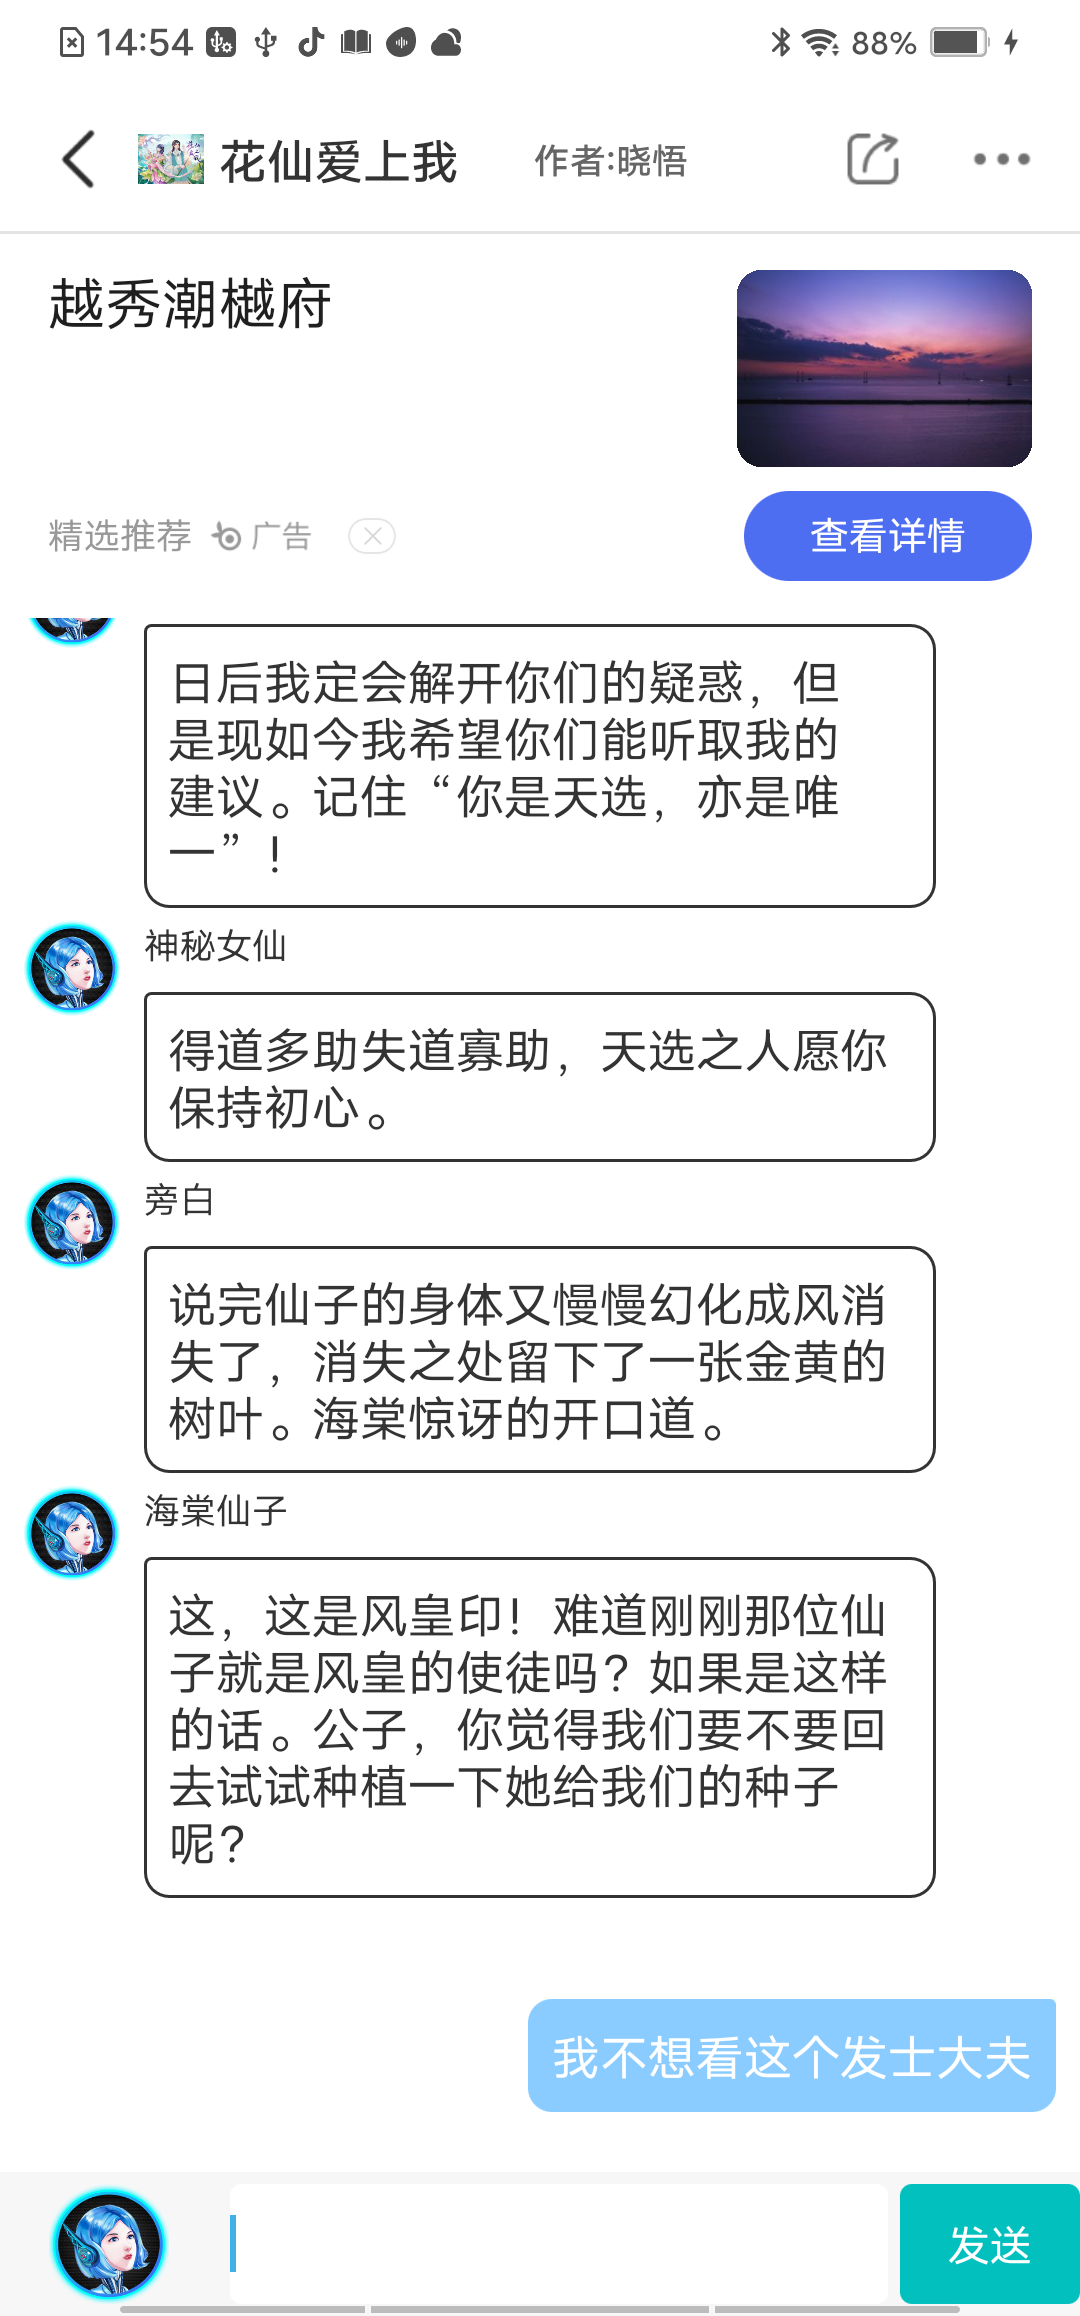 14:54
88%
花仙爱上我
作者:晓悟
越秀潮樾府
精选推荐
广告
查看详情
日后我定会解开你们的疑惑，但
是现如今我希望你们能听取我的
建议。记住“你是天选，亦是唯
一”！
神秘女仙
得道多助失道寡助，天选之人愿你
保持初心。
旁白
说完仙子的身体又慢慢幻化成风消
失了，消失之处留下了一张金黄的
树叶。海棠惊讶的开口道。
海棠仙子
这，这是风皇印！难道刚刚那位仙
子就是风皇的使徒吗？如果是这样
的话。公子，你觉得我们要不要回
去试试种植一下她给我们的种子
呢？
我不想看这个发士大夫
发送